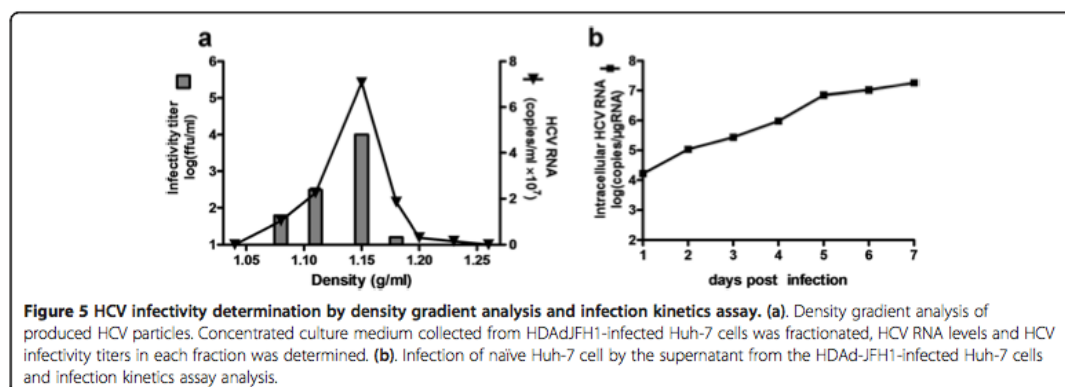 a
b
Infectivity titer
log(ffu/ml)
6
5
4
3
2
1
8
6
4
2
0
HCV RNA
(copies/ml ×10⁷)
1.05 1.10 1.15 1.20 1.25
Density (g/ml)
Intracellular HCV RNA
log(copies/µgRNA)
8
7
6
5
4
3
2
1 2 3 4 5 6 7
days post infection
Figure 5 HCV infectivity determination by density gradient analysis and infection kinetics assay. (a). Density gradient analysis of
produced HCV particles. Concentrated culture medium collected from HDAdJFH1-infected Huh-7 cells was fractionated, HCV RNA levels and HCV
infectivity titers in each fraction was determined. (b). Infection of naïve Huh-7 cell by the supernatant from the HDAd-JFH1-infected Huh-7 cells
and infection kinetics assay analysis.